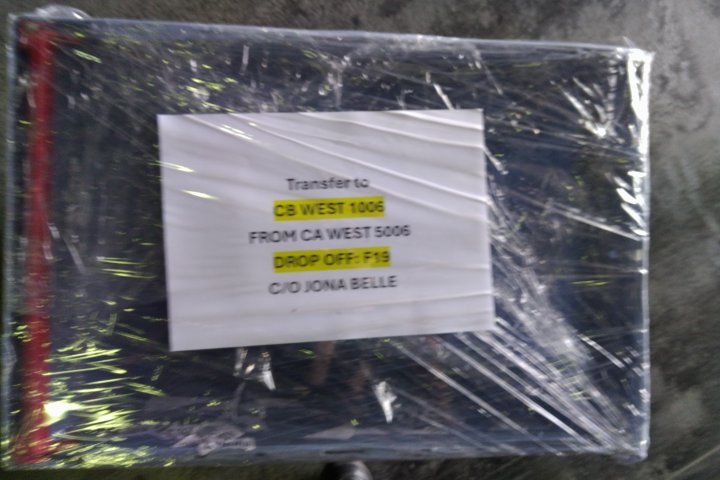 Transfer to
CB WEST 1006
FROM CA WEST 5006
DROP OFF: F19
C/O JONA BELLE